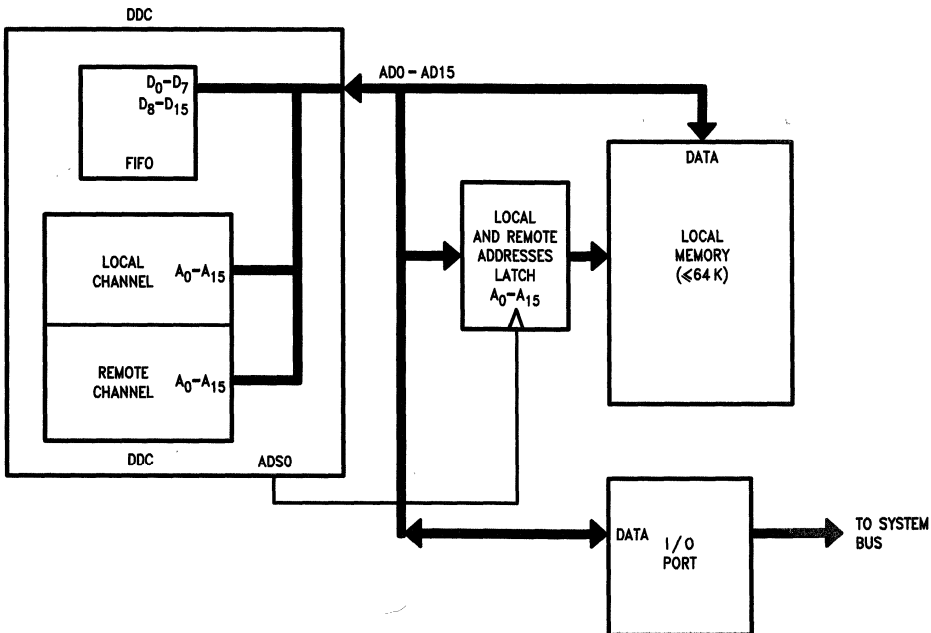 DDC
AD0 – AD15
D0–D7
D8–D15
FIFO
DATA
LOCAL
AND REMOTE
ADDRESSES
LATCH
A0–A15
LOCAL
MEMORY
(⩽64 K)
LOCAL
CHANNEL
A0–A15
REMOTE
CHANNEL
A0–A15
DDC
ADS0
DATA
I/O
PORT
TO SYSTEM
BUS